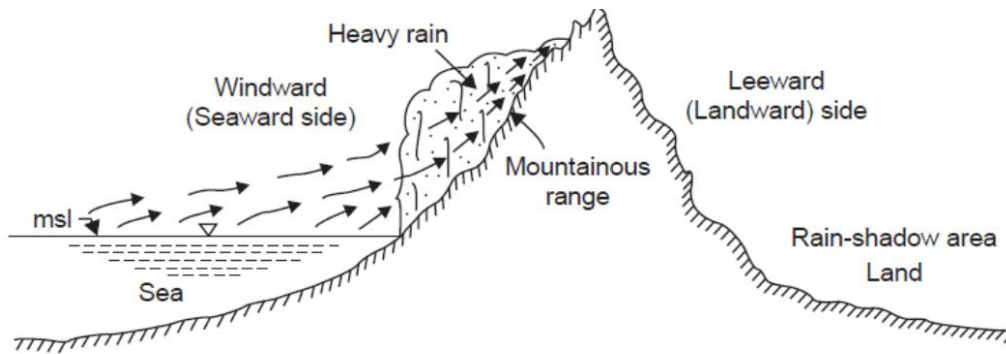 Heavy rain
Windward
(Seaward side)
Leeward
(Landward) side
Mountainous
range
msl
Sea
Rain-shadow area
Land